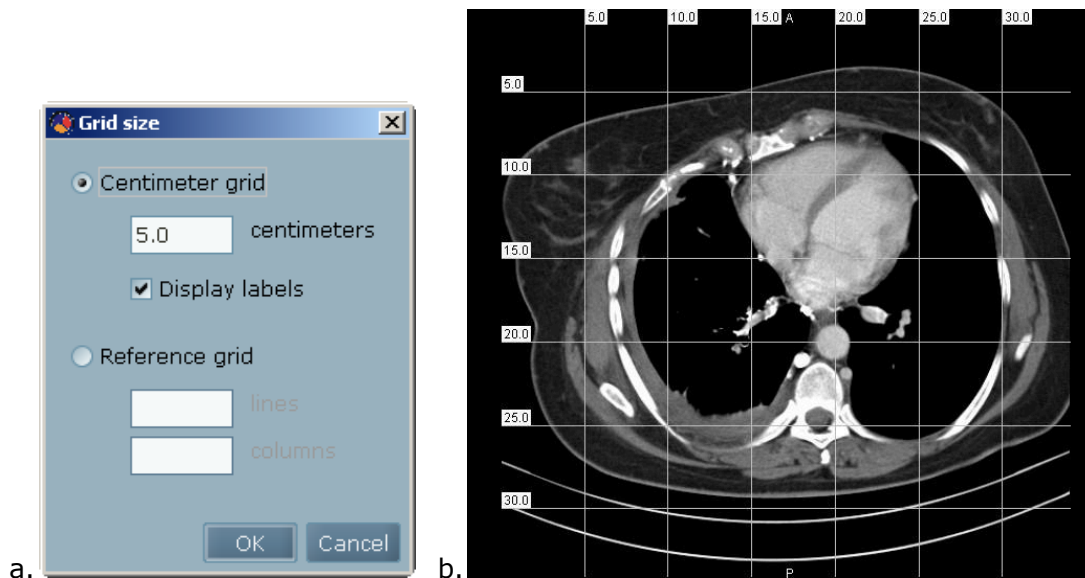 Grid size
Centimeter grid
5.0 centimeters
Display labels
Reference grid
lines
columns
OK Cancel
a.
5.0 10.0 15.0 A 20.0 25.0 30.0
5.0
10.0
15.0
20.0
25.0
30.0
P
b.